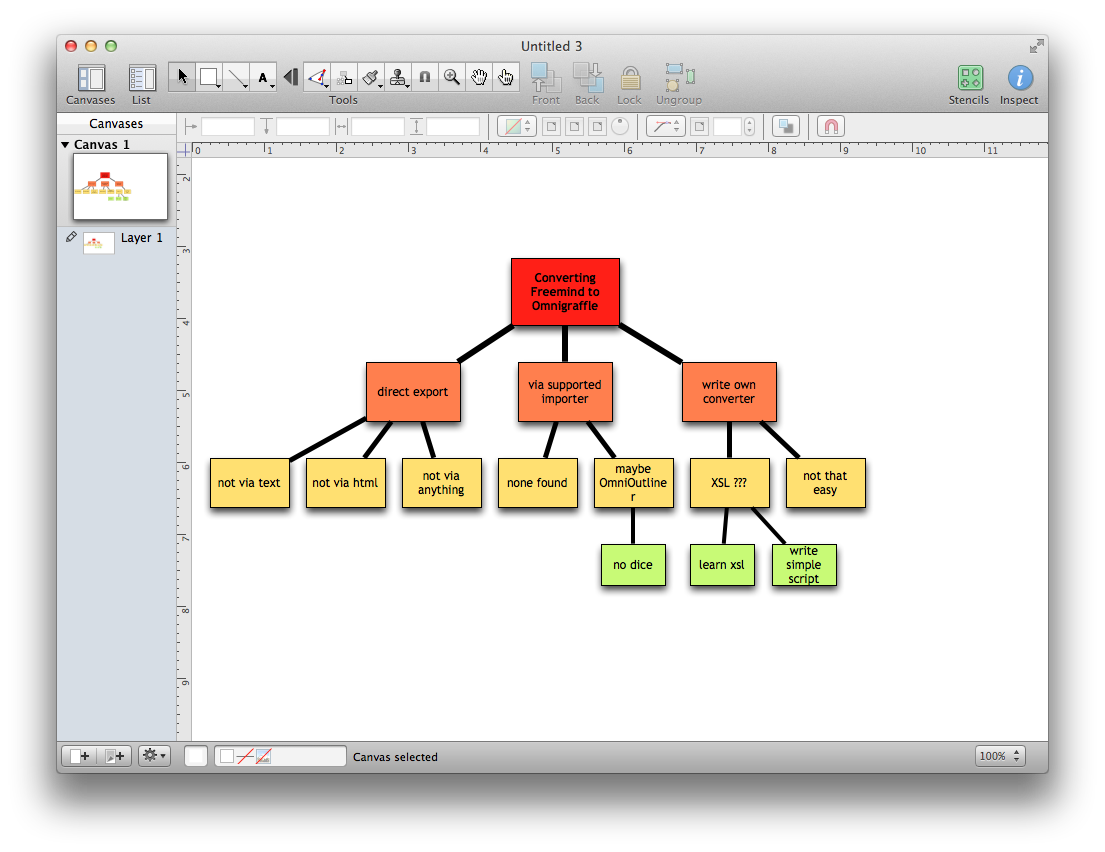 Untitled 3
Canvases
List
A
Tools
Front
Back
Lock
Ungroup
Stencils
Inspect
Canvases
Canvas 1
Layer 1
0 1 2 3 4 5 6 7 8 9 10 11
2
3
4
5
6
7
8
9
Converting
Freemind to
Omnigraffle
direct export
via supported
importer
write own
converter
not via text
not via html
not via
anything
none found
maybe
OmniOutline
r
XSL ???
not that
easy
no dice
learn xsl
write
simple
script
Canvas selected
100%